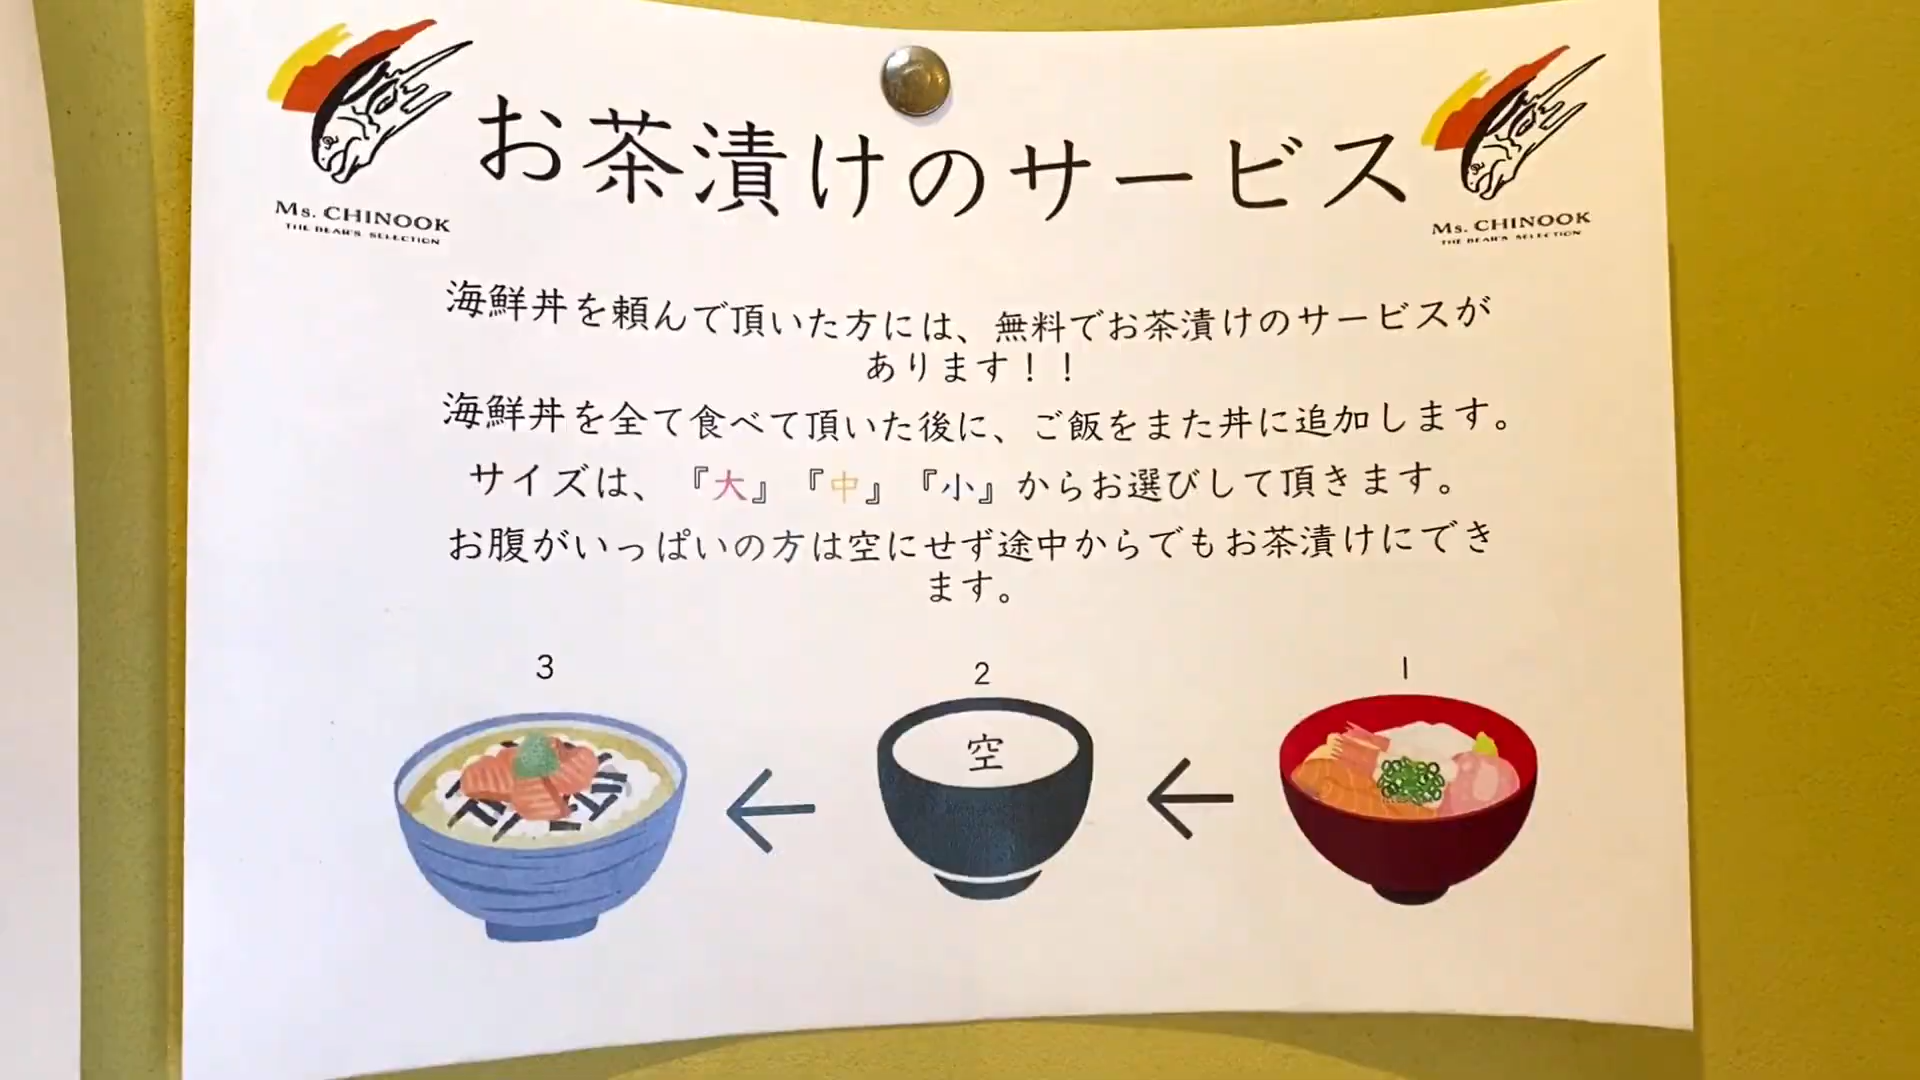 お茶漬けのサービス
Ms. CHINOOK
THE BEAR'S SELECTION
Ms. CHINOOK
THE BEAR'S SELECTION
海鮮丼を頼んで頂いた方には、無料でお茶漬けのサービスが
あります！！
海鮮丼を全て食べて頂いた後に、ご飯をまた丼に追加します。
サイズは、『大』『中』『小』からお選びして頂きます。
お腹がいっぱいの方は空にせず途中からでもお茶漬けにでき
ます。
3
2
1
空